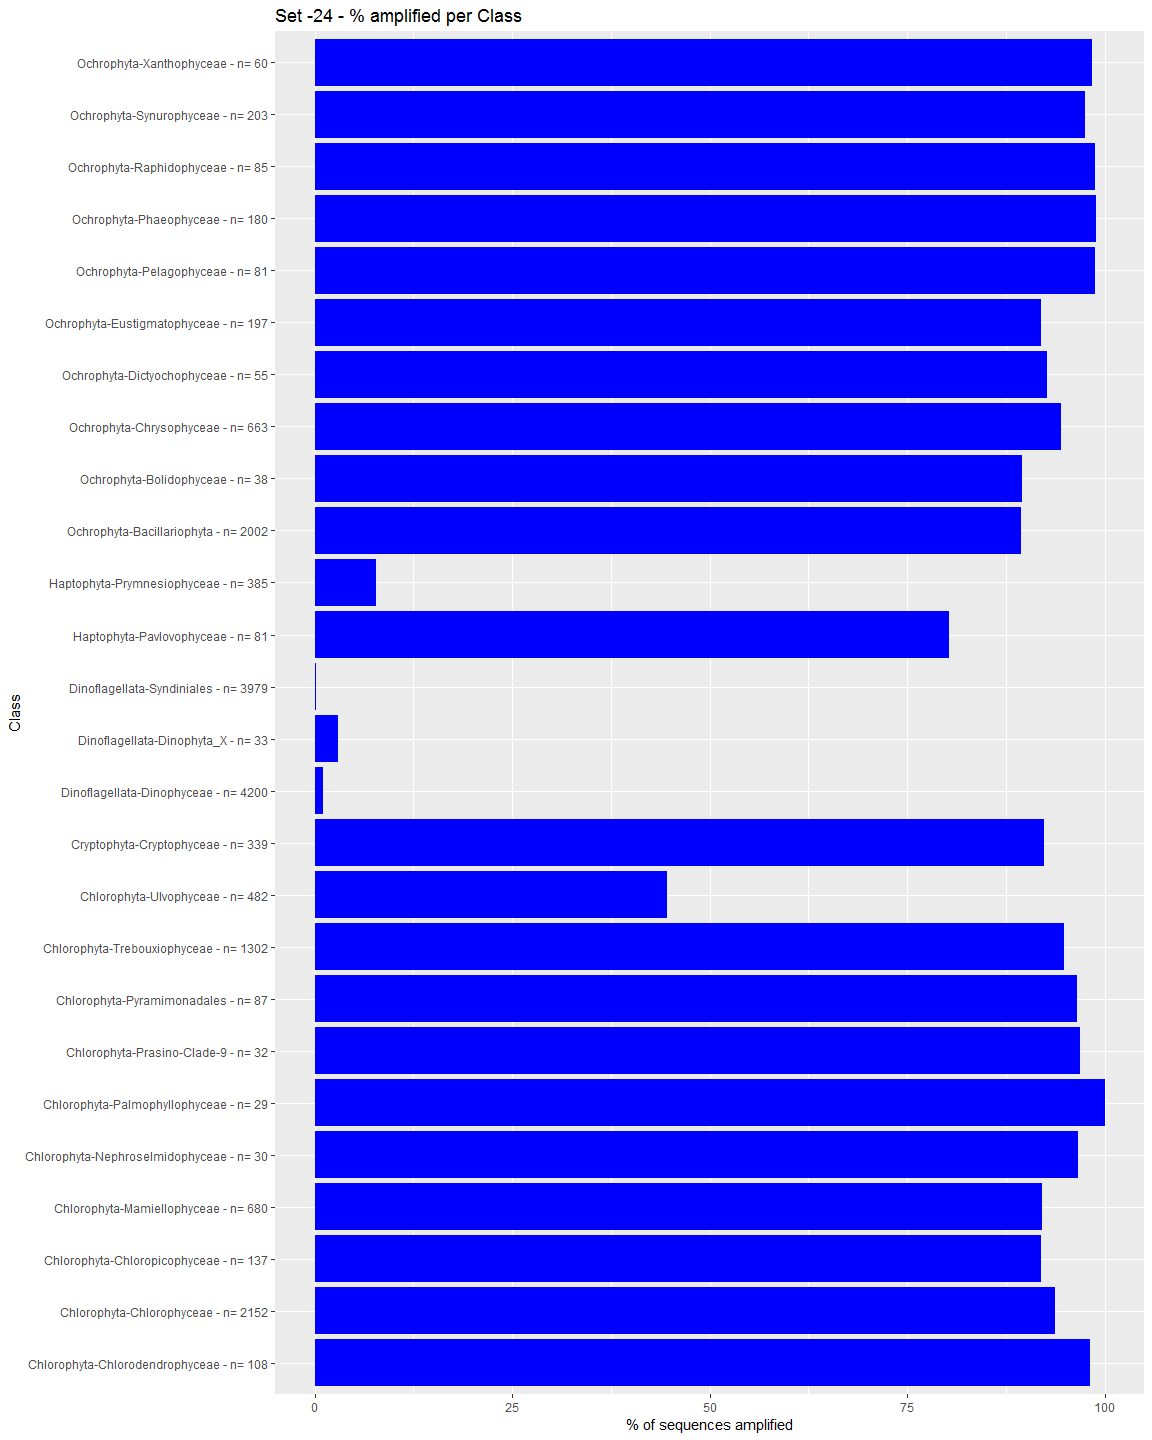 Set -24 - % amplified per Class
Ochrophyta-Xanthophyceae - n= 60
Ochrophyta-Synurophyceae - n= 203
Ochrophyta-Raphidophyceae - n= 85
Ochrophyta-Phaeophyceae - n= 180
Ochrophyta-Pelagophyceae - n= 81
Ochrophyta-Eustigmatophyceae - n= 197
Ochrophyta-Dictyochophyceae - n= 55
Ochrophyta-Chrysophyceae - n= 663
Ochrophyta-Bolidophyceae - n= 38
Ochrophyta-Bacillariophyta - n= 2002
Haptophyta-Prymnesiophyceae - n= 385
Haptophyta-Pavlovophyceae - n= 81
Dinoflagellata-Syndiniales - n= 3979
Dinoflagellata-Dinophyta_X - n= 33
Dinoflagellata-Dinophyceae - n= 4200
Cryptophyta-Cryptophyceae - n= 339
Chlorophyta-Ulvophyceae - n= 482
Chlorophyta-Trebouxiophyceae - n= 1302
Chlorophyta-Pyramimonadales - n= 87
Chlorophyta-Prasino-Clade-9 - n= 32
Chlorophyta-Palmophyllophyceae - n= 29
Chlorophyta-Nephroselmidophyceae - n= 30
Chlorophyta-Mamiellophyceae - n= 680
Chlorophyta-Chloropicophyceae - n= 137
Chlorophyta-Chlorophyceae - n= 2152
Chlorophyta-Chlorodendrophyceae - n= 108
Class
0 25 50 75 100
% of sequences amplified